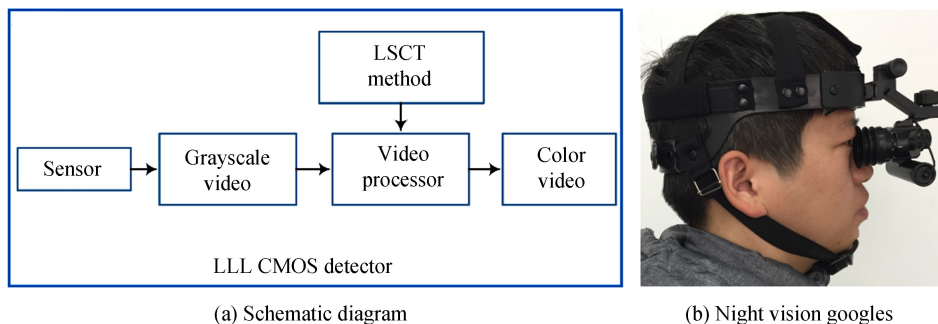 LSCT
method
Sensor
Grayscale
video
Video
processor
Color
video
LLL CMOS detector
(a) Schematic diagram
(b) Night vision googles